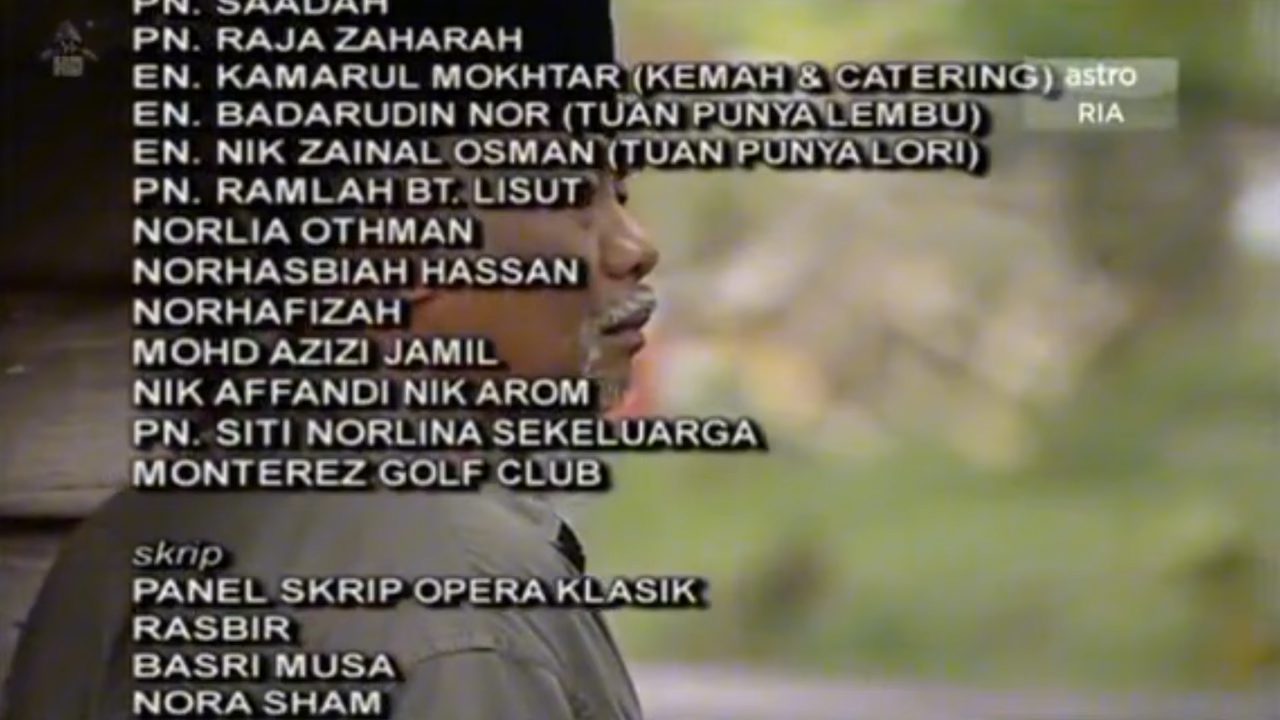 PN. SAADAH
PN. RAJA ZAHARAH
EN. KAMARUL MOKHTAR (KEMAH & CATERING)
astro
EN. BADARUDIN NOR (TUAN PUNYA LEMBU)
RIA
EN. NIK ZAINAL OSMAN (TUAN PUNYA LORI)
PN. RAMLAH BT. LISUT
NORLIA OTHMAN
NORHASBIAH HASSAN
NORHAFIZAH
MOHD AZIZI JAMIL
NIK AFFANDI NIK AROM
PN. SITI NORLINA SEKELUARGA
MONTEREZ GOLF CLUB
skrip
PANEL SKRIP OPERA KLASIK
RASBIR
BASRI MUSA
NORA SHAM